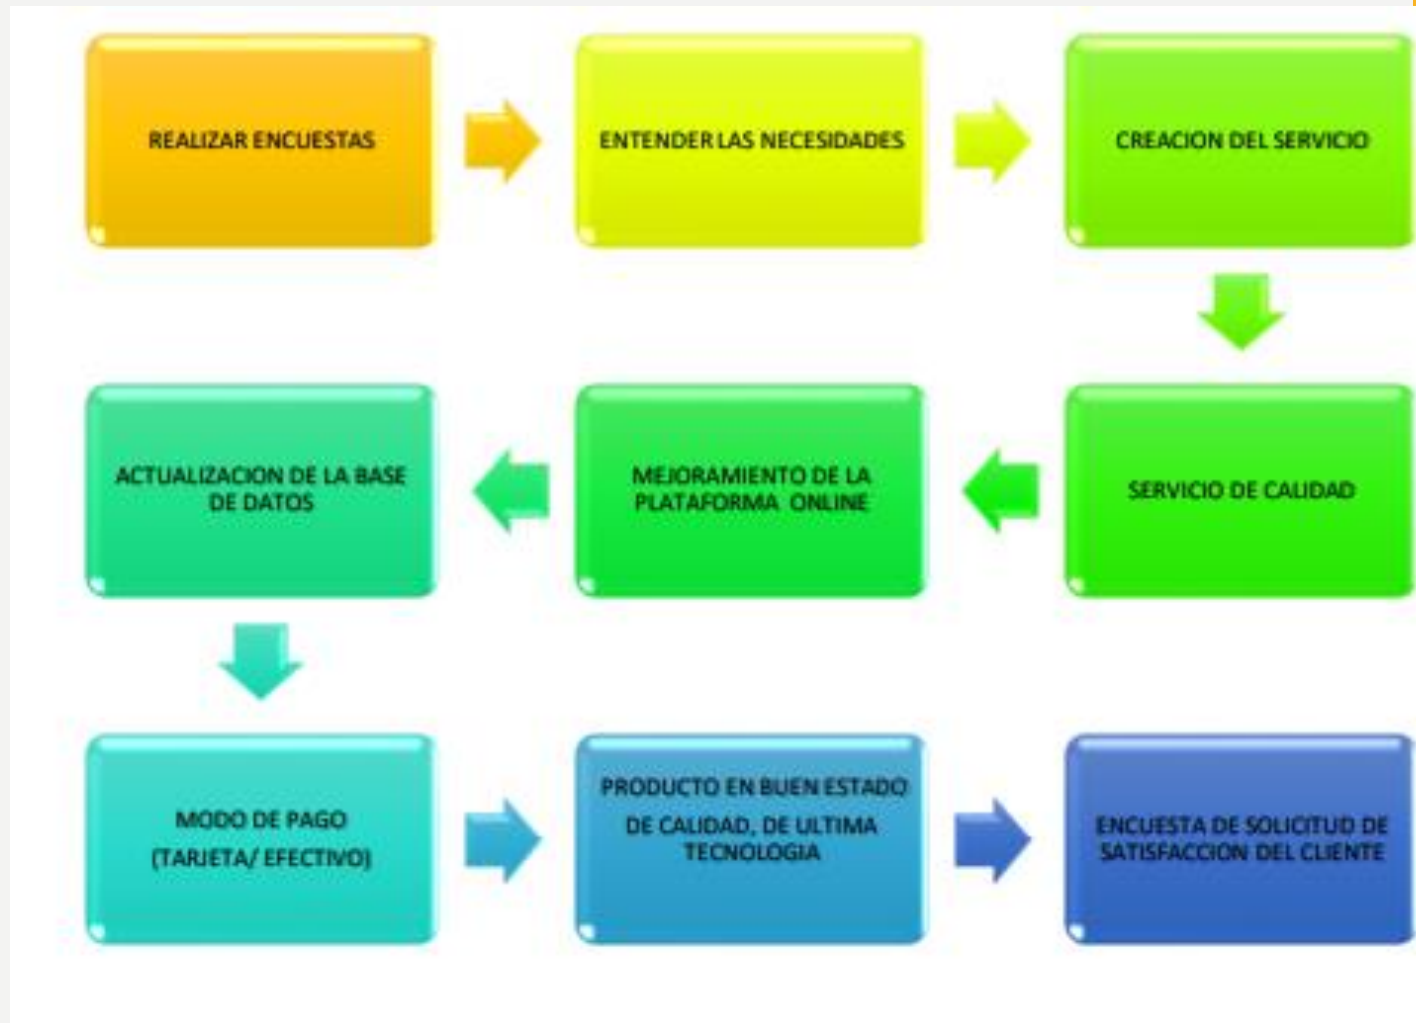 REALIZAR ENCUESTAS
ENTENDER LAS NECESIDADES
CREACION DEL SERVICIO
SERVICIO DE CALIDAD
MEJORAMIENTO DE LA
PLATAFORMA ONLINE
ACTUALIZACION DE LA BASE
DE DATOS
MODO DE PAGO
(TARJETA/ EFECTIVO)
PRODUCTO EN BUEN ESTADO
DE CALIDAD, DE ULTIMA
TECNOLOGIA
ENCUESTA DE SOLICITUD DE
SATISFACCION DEL CLIENTE